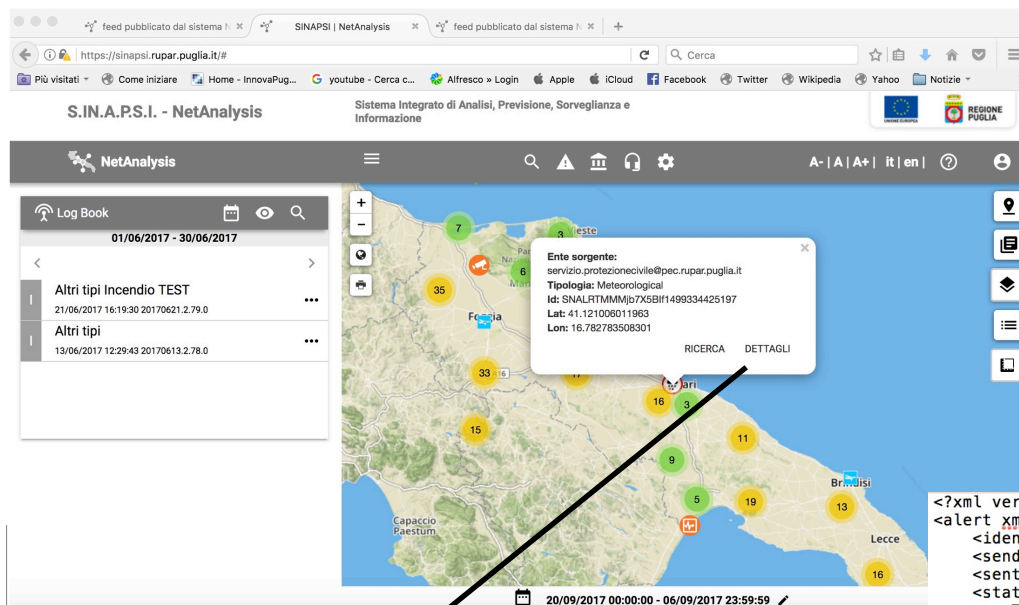 feed pubblicato dal sistema N
SINAPSI | NetAnalysis
feed pubblicato dal sistema N
https://sinapsi.rupar.puglia.it/#
Cerca
Più visitati
Come iniziare
Home - InnovaPug...
youtube - Cerca c...
Alfresco » Login
Apple
iCloud
Facebook
Twitter
Wikipedia
Yahoo
Notizie
S.IN.A.P.S.I. - NetAnalysis
Sistema Integrato di Analisi, Previsione, Sorveglianza e
Informazione
UNIONE EUROPEA
REGIONE
PUGLIA
NetAnalysis
A- | A | A+ | it | en |
Log Book
01/06/2017 - 30/06/2017
Altri tipi Incendio TEST
21/06/2017 16:19:30 20170621.2.79.0
Altri tipi
13/06/2017 12:29:43 20170613.2.78.0
+
−
7
3
ieste
6
35
Foggia
33
A16
17
15
16
3
ari
11
9
5
19
13
16
Brindisi
Lecce
Capaccio
Paestum
Ente sorgente:
servizio.protezionecivile@pec.rupar.puglia.it
Tipologia: Meteorological
Id: SNALRTMMMjb7X5BIf1499334425197
Lat: 41.121006011963
Lon: 16.782783508301
RICERCA DETTAGLI
20/09/2017 00:00:00 - 06/09/2017 23:59:59
<?xml ver
<alert xm
<iden
<send
<sent
<stat